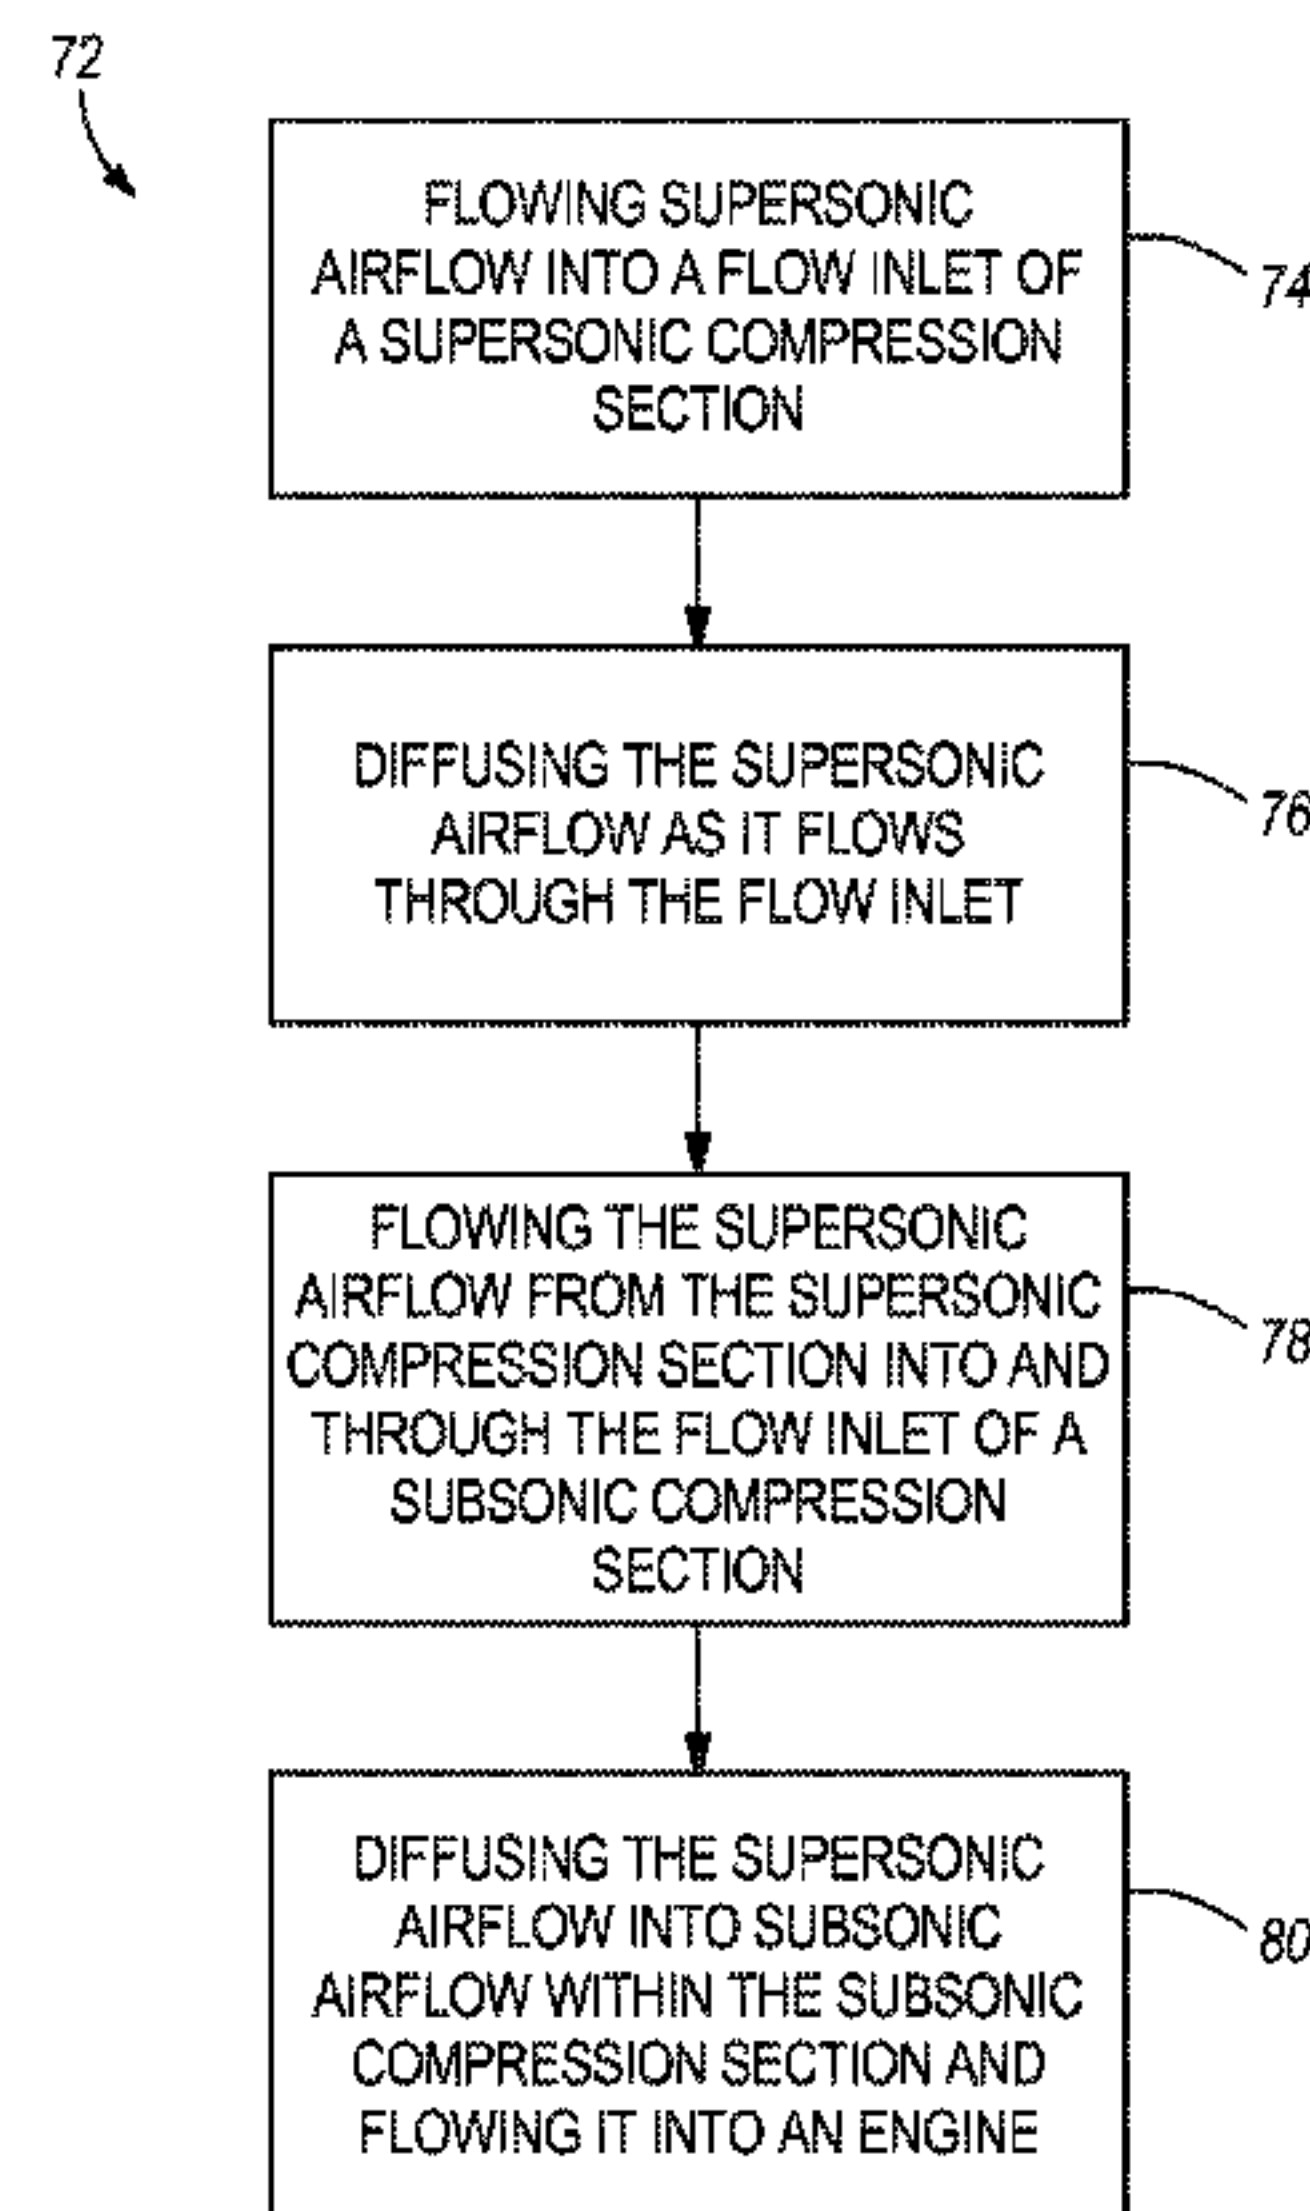 72
FLOWING SUPERSONIC
AIRFLOW INTO A FLOW INLET OF
A SUPERSONIC COMPRESSION
SECTION
74
DIFFUSING THE SUPERSONIC
AIRFLOW AS IT FLOWS
THROUGH THE FLOW INLET
76
FLOWING THE SUPERSONIC
AIRFLOW FROM THE SUPERSONIC
COMPRESSION SECTION INTO AND
THROUGH THE FLOW INLET OF A
SUBSONIC COMPRESSION
SECTION
78
DIFFUSING THE SUPERSONIC
AIRFLOW INTO SUBSONIC
AIRFLOW WITHIN THE SUBSONIC
COMPRESSION SECTION AND
FLOWING IT INTO AN ENGINE
80